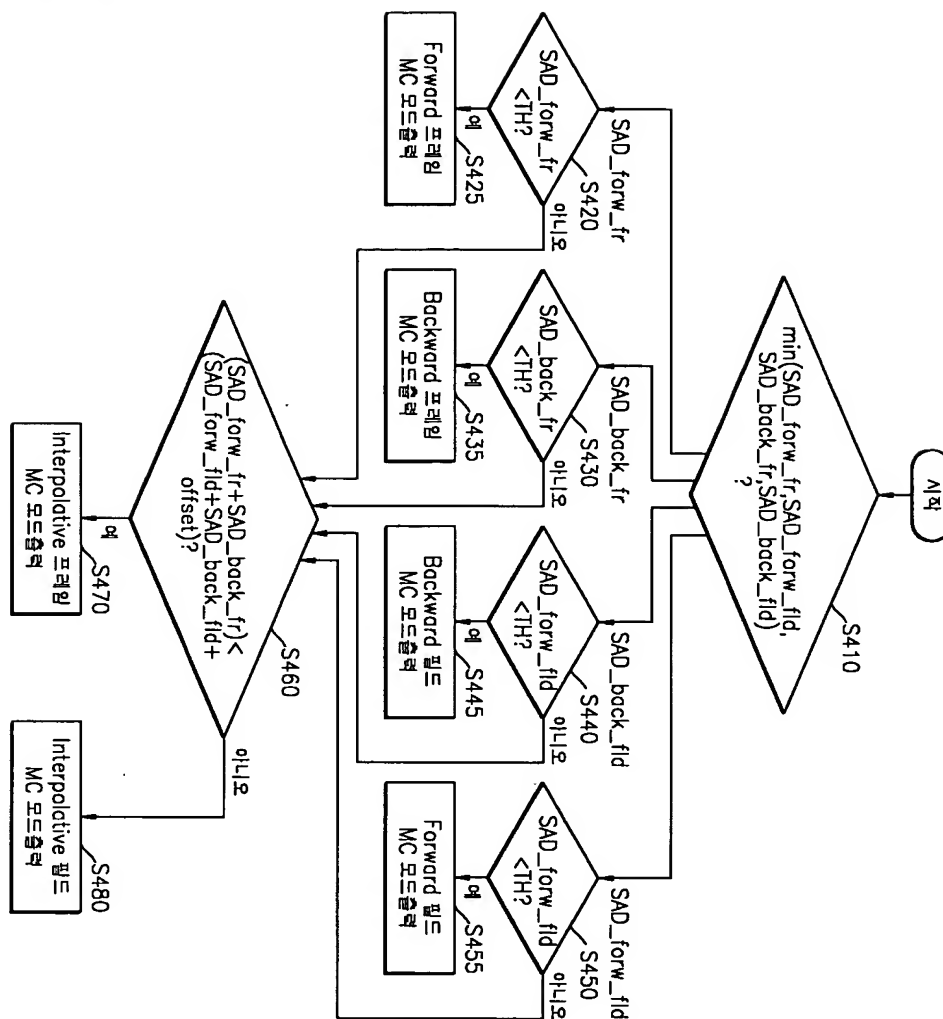 시작
min(SAD_forw_fr,SAD_forw_fld,
SAD_back_fr,SAD_back_fld)
?
S410
SAD_forw_fr
SAD_forw_fr
<TH?
S420
예
아니오
Forward 프레임
MC 모드출력
S425
SAD_back_fr
SAD_back_fr
<TH?
S430
예
아니오
Backward 프레임
MC 모드출력
S435
SAD_back_fld
SAD_forw_fld
<TH?
S440
예
아니오
Backward 필드
MC 모드출력
S445
SAD_forw_fld
SAD_forw_fld
<TH?
S450
예
아니오
Forward 필드
MC 모드출력
S455
(SAD_forw_fr+SAD_back_fr)<
(SAD_forw_fld+SAD_back_fld+
offset)?
S460
예
아니오
Interpolative 프레임
MC 모드출력
S470
Interpolative 필드
MC 모드출력
S480